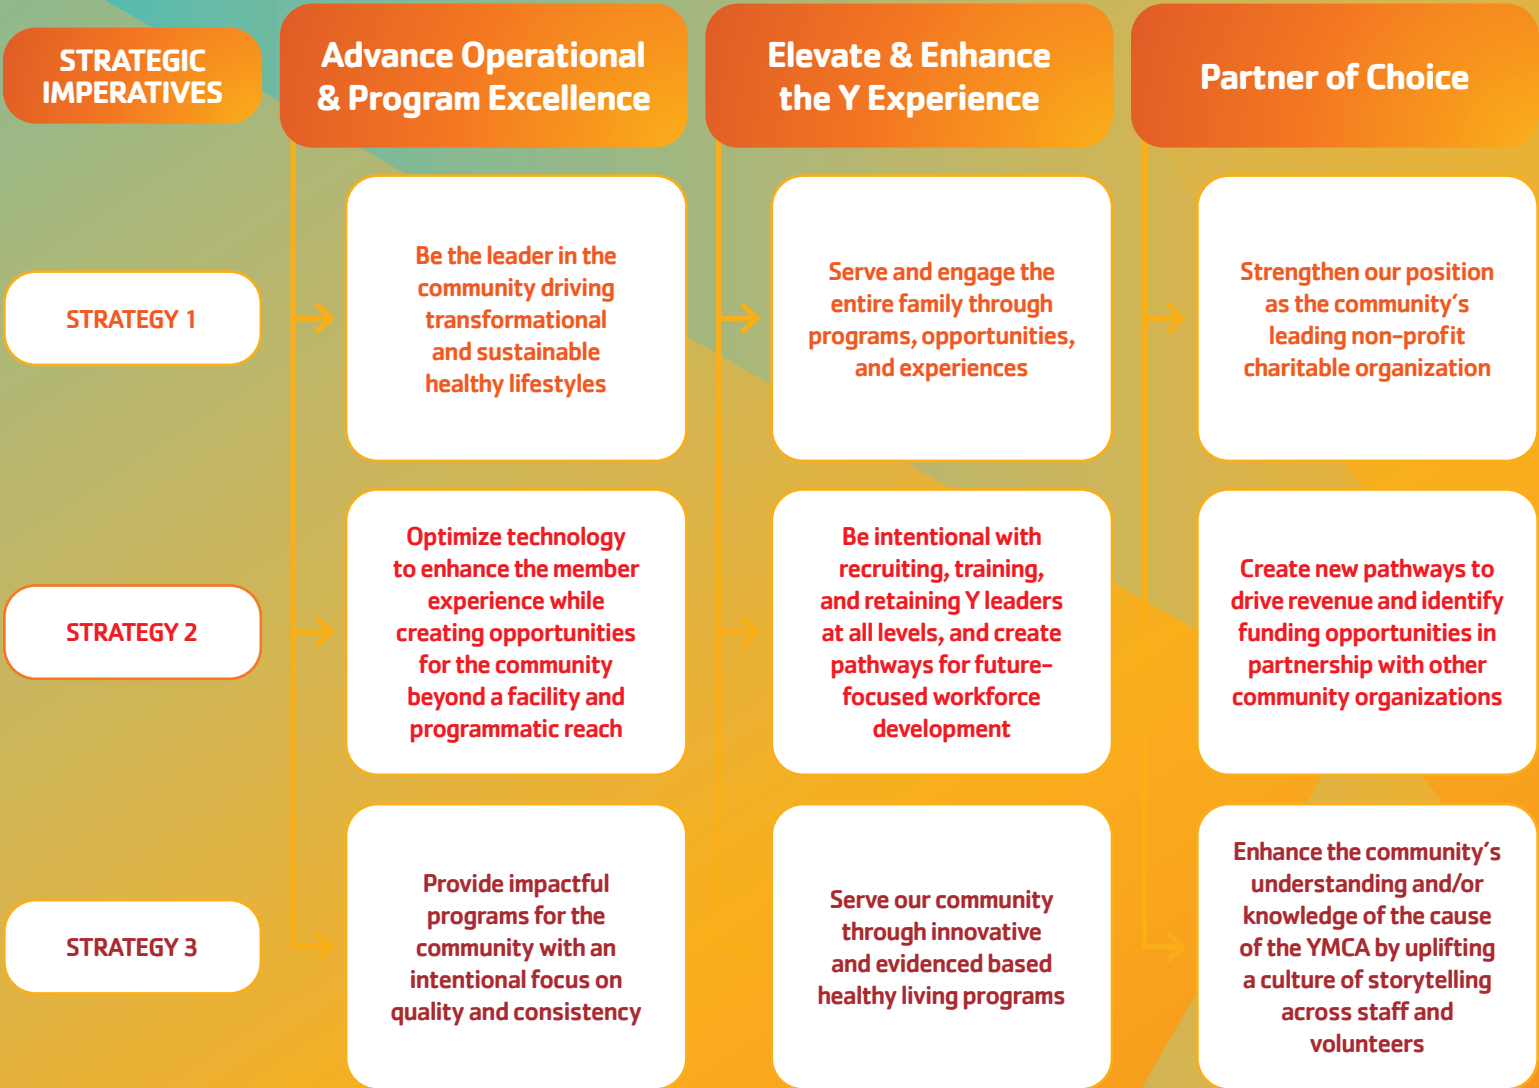 STRATEGIC
IMPERATIVES
Advance Operational
& Program Excellence
Elevate & Enhance
the Y Experience
Partner of Choice
STRATEGY 1
Be the leader in the
community driving
transformational
and sustainable
healthy lifestyles
Serve and engage the
entire family through
programs, opportunities,
and experiences
Strengthen our position
as the community's
leading non-profit
charitable organization
STRATEGY 2
Optimize technology
to enhance the member
experience while
creating opportunities
for the community
beyond a facility and
programmatic reach
Be intentional with
recruiting, training,
and retaining Y leaders
at all levels, and create
pathways for future-
focused workforce
development
Create new pathways to
drive revenue and identify
funding opportunities in
partnership with other
community organizations
STRATEGY 3
Provide impactful
programs for the
community with an
intentional focus on
quality and consistency
Serve our community
through innovative
and evidenced based
healthy living programs
Enhance the community's
understanding and/or
knowledge of the cause
of the YMCA by uplifting
a culture of storytelling
across staff and
volunteers